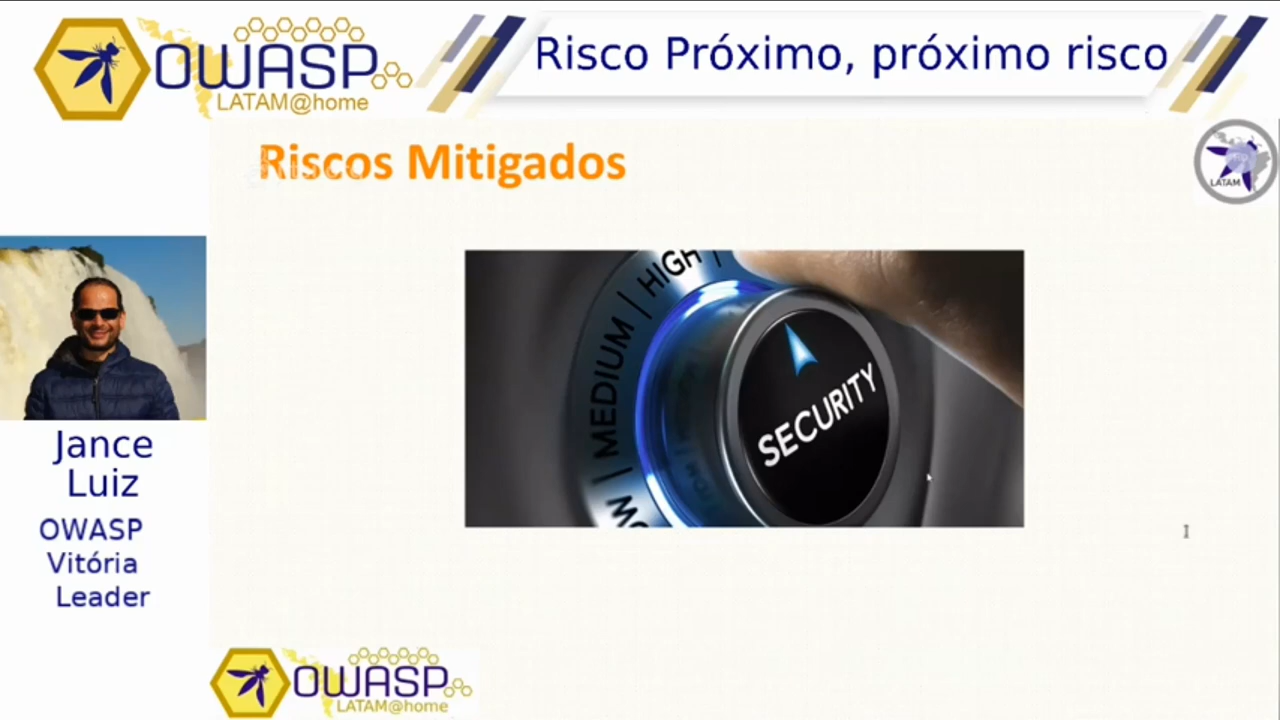 OWASP
LATAM@home
Risco Próximo, próximo risco
Riscos Mitigados
LATAM
HIGH |
MEDIUM |
SECURITY
Jance
Luiz
OWASP
Vitória
Leader
OWASP
LATAM@home